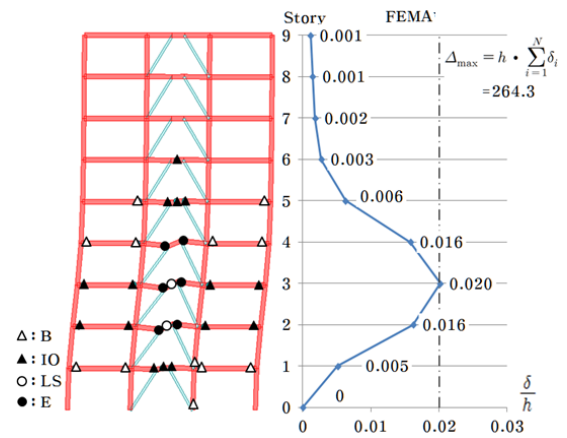 Story
FEMA'
9
0.001
Δmax = h • N∑i=1 δi
=264.3
8
0.001
7
0.002
6
0.003
5
0.006
4
0.016
3
0.020
2
0.016
1
0.005
0
0
△ : B
▲ : IO
○ : LS
● : E
δ/h
0 0.01 0.02 0.03